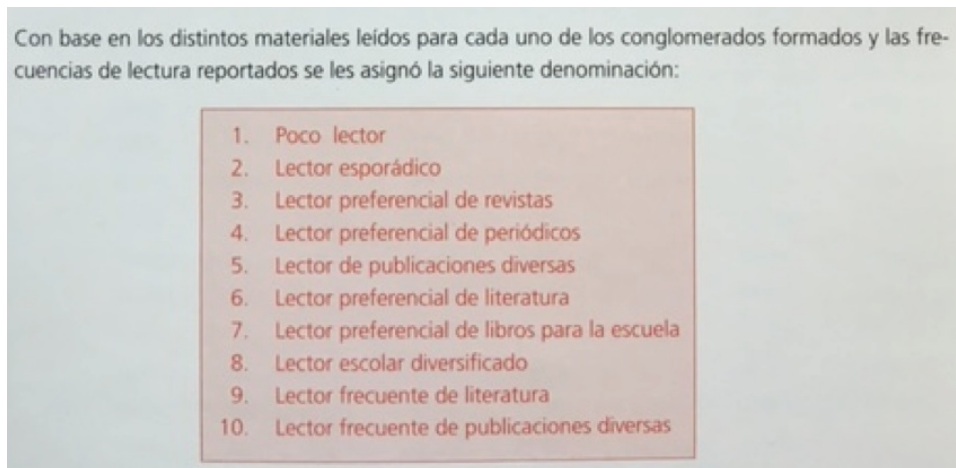 Con base en los distintos materiales leídos para cada uno de los conglomerados formados y las fre-
cuencias de lectura reportados se les asignó la siguiente denominación:
1. Poco lector
2. Lector esporádico
3. Lector preferencial de revistas
4. Lector preferencial de periódicos
5. Lector de publicaciones diversas
6. Lector preferencial de literatura
7. Lector preferencial de libros para la escuela
8. Lector escolar diversificado
9. Lector frecuente de literatura
10. Lector frecuente de publicaciones diversas